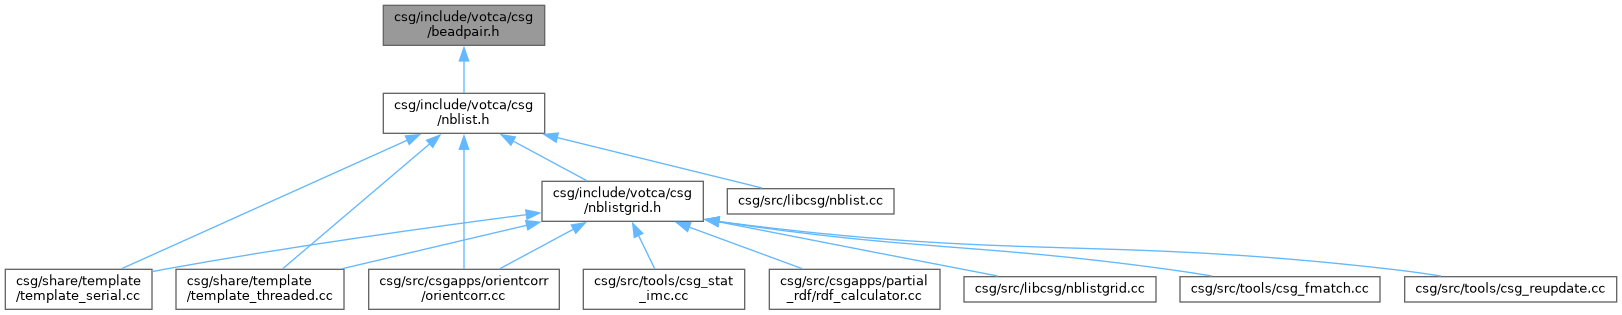 csg/include/votca/csg
/beadpair.h
csg/include/votca/csg
/nblist.h
csg/include/votca/csg
/nblistgrid.h
csg/src/libcsg/nblist.cc
csg/share/template
/template_serial.cc
csg/share/template
/template_threaded.cc
csg/src/csgapps/orientcorr
/orientcorr.cc
csg/src/tools/csg_stat
_imc.cc
csg/src/csgapps/partial
_rdf/rdf_calculator.cc
csg/src/libcsg/nblistgrid.cc
csg/src/tools/csg_fmatch.cc
csg/src/tools/csg_reupdate.cc